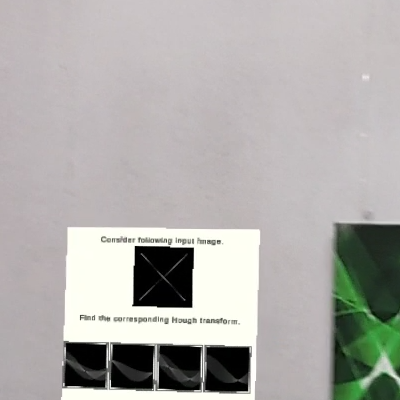 Consider following input image.
Find the corresponding Hough transform.